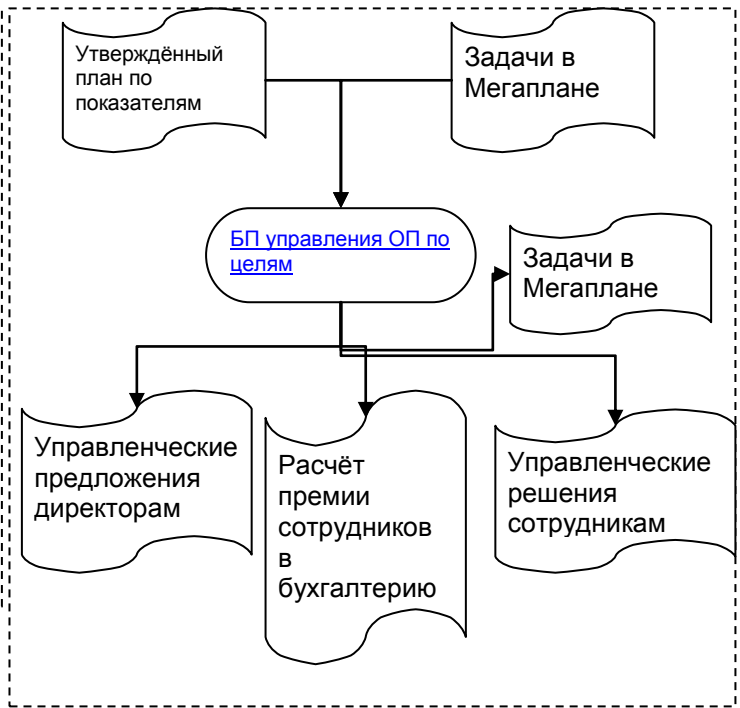 Утверждённый
план по
показателям
Задачи в
Мегаплане
БП управления ОП по
целям
Задачи в
Мегаплане
Управленческие
предложения
директорам
Расчёт
премии
сотрудников
в
бухгалтерию
Управленческие
решения
сотрудникам